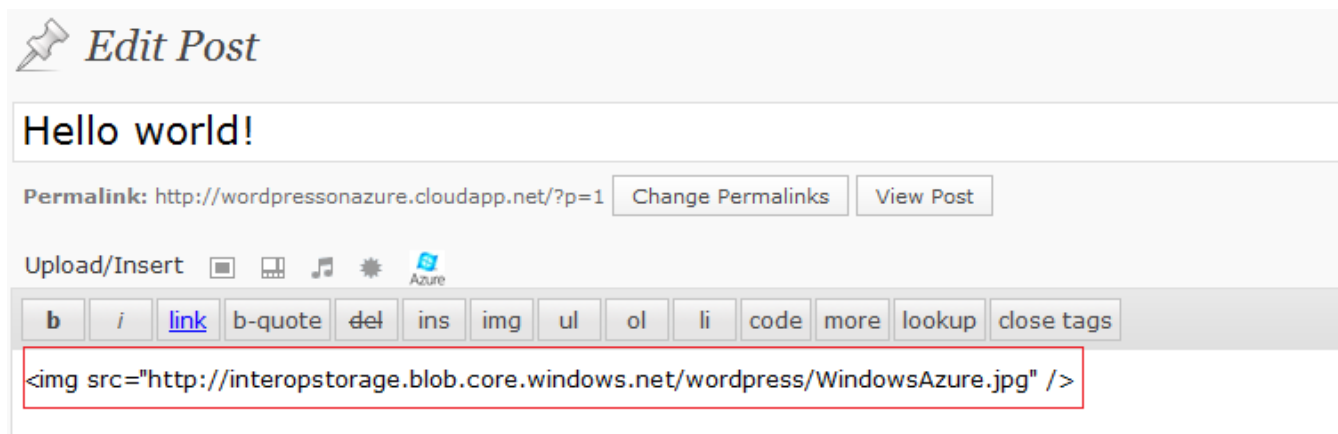 Edit Post
Hello world!
Permalink: http://wordpressonazure.cloudapp.net/?p=1 Change Permalinks View Post
Upload/Insert Azure
b i link b-quote del ins img ul ol li code more lookup close tags
<img src="http://interopstorage.blob.core.windows.net/wordpress/WindowsAzure.jpg" />